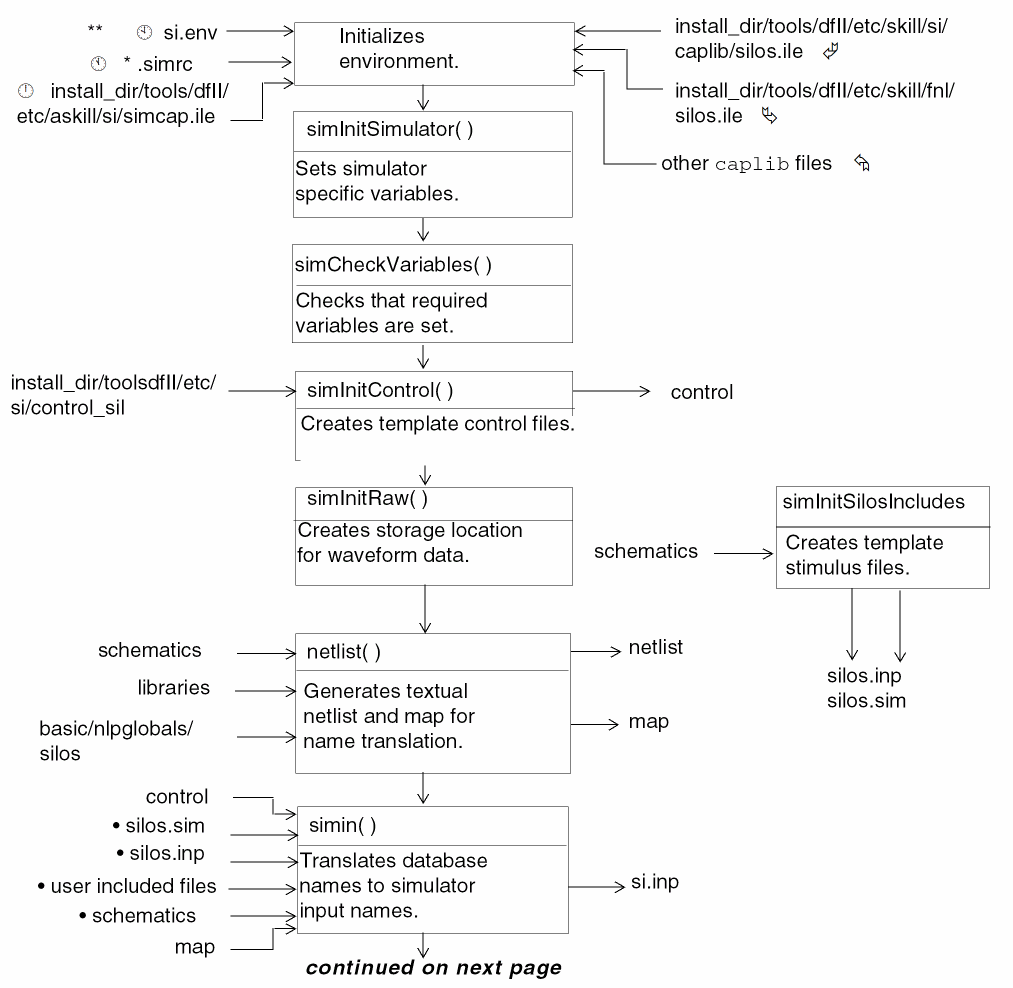 ** si.env
* .simrc
install_dir/tools/dfII/
etc/askill/si/simcap.ile
Initializes
environment.
install_dir/tools/dfII/etc/skill/si/
caplib/silos.ile
install_dir/tools/dfII/etc/skill/fnl/
silos.ile
other caplib files
simInitSimulator( )
Sets simulator
specific variables.
simCheckVariables( )
Checks that required
variables are set.
install_dir/toolsdfII/etc/
si/control_sil
simInitControl( )
Creates template control files.
control
simInitRaw( )
Creates storage location
for waveform data.
schematics
simInitSilosIncludes
Creates template
stimulus files.
silos.inp
silos.sim
schematics
libraries
basic/nlpglobals/
silos
netlist( )
Generates textual
netlist and map for
name translation.
netlist
map
control
• silos.sim
• silos.inp
• user included files
• schematics
map
simin( )
Translates database
names to simulator
input names.
si.inp
continued on next page